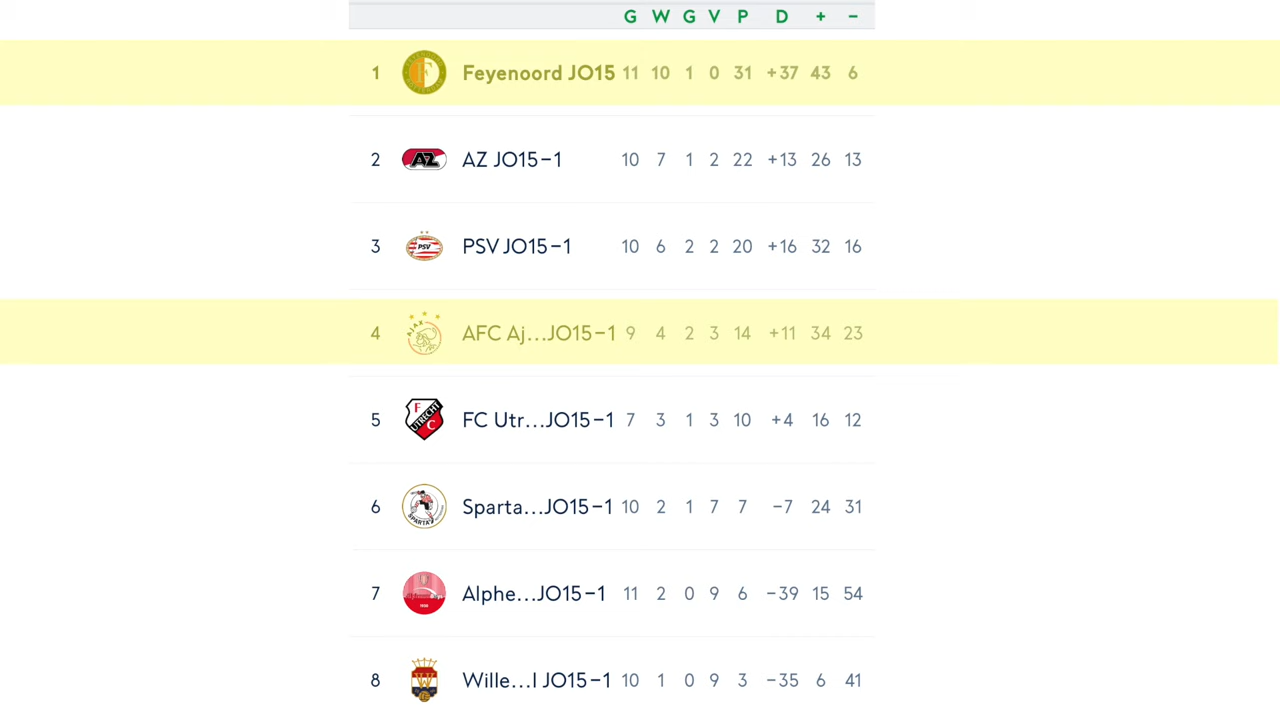 G W G V P D + −
1 Feyenoord JO15 11 10 1 0 31 +37 43 6
2 AZ AZ JO15-1 10 7 1 2 22 +13 26 13
3 PSV PSV JO15-1 10 6 2 2 20 +16 32 16
4 AJAX AFC Aj...JO15-1 9 4 2 3 14 +11 34 23
5 F UTRECHT C FC Utr...JO15-1 7 3 1 3 10 +4 16 12
6 SPARTA Sparta...JO15-1 10 2 1 7 7 −7 24 31
7 Alphe...JO15-1 11 2 0 9 6 −39 15 54
8 Wille...l JO15-1 10 1 0 9 3 −35 6 41